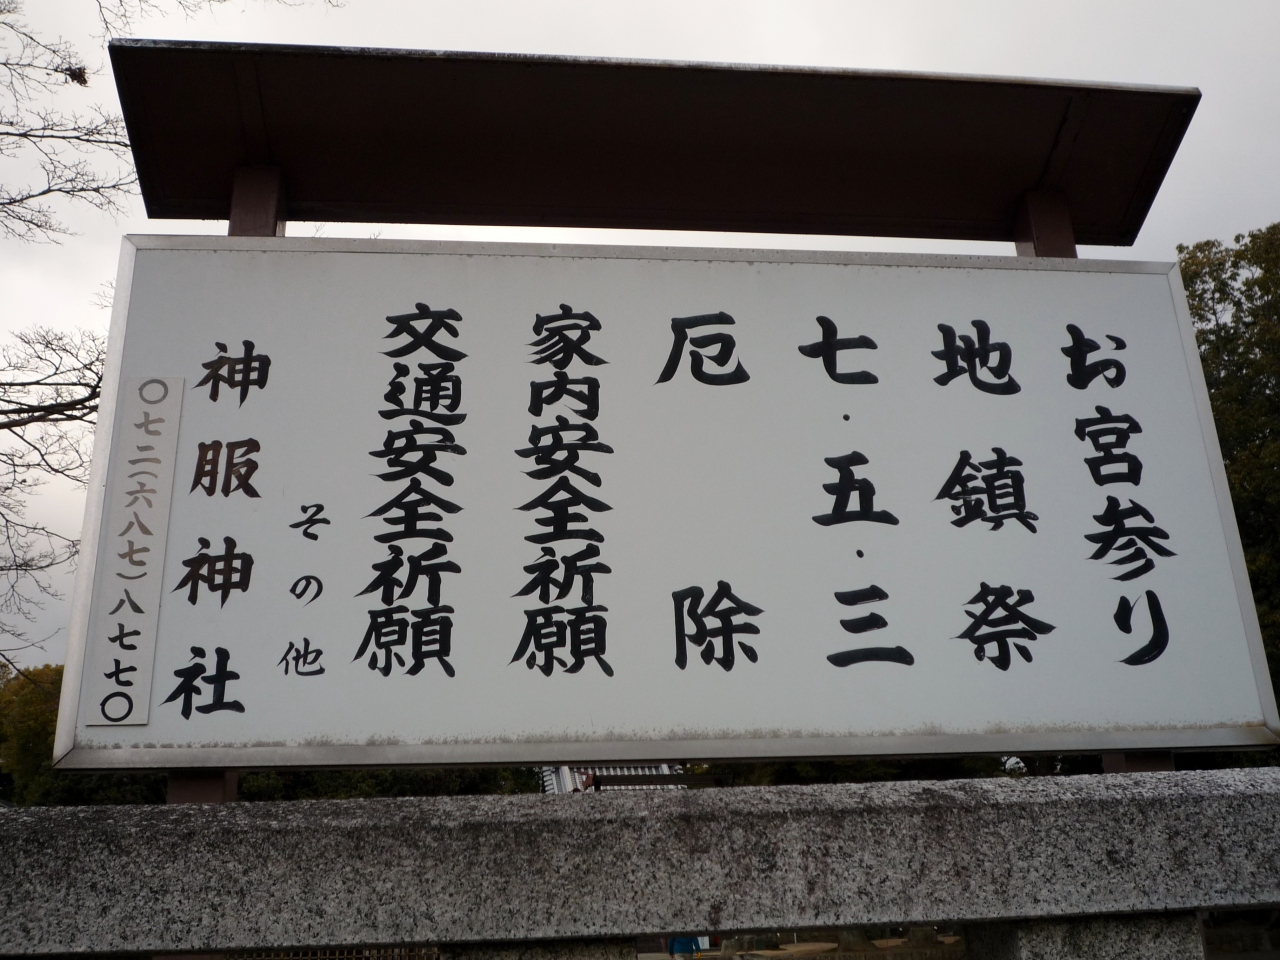 お宮参り
地鎮祭
七・五・三
厄除
家内安全祈願
交通安全祈願
その他
神服神社
〇七二(六八七)八七七〇